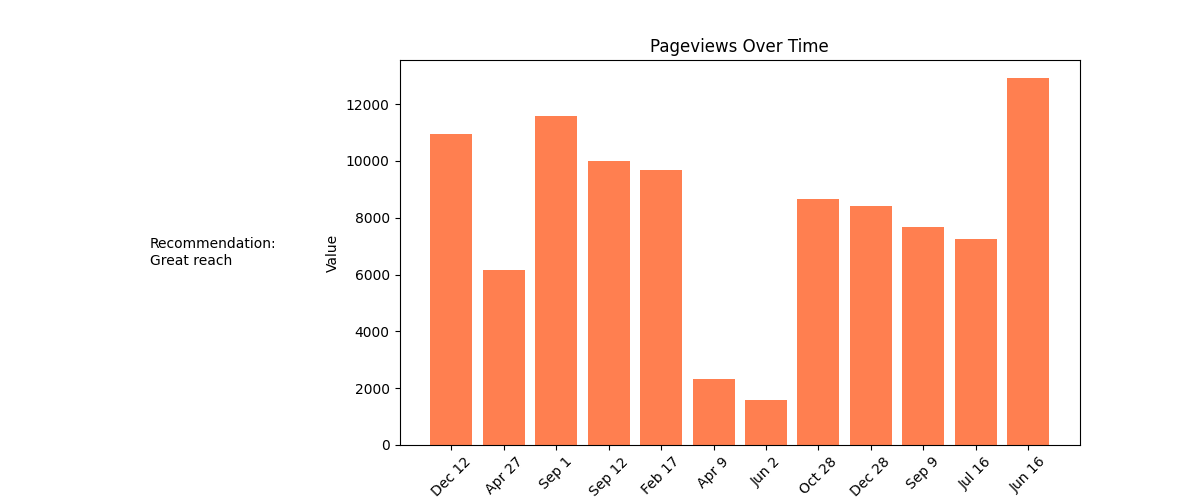 Pageviews Over Time
Recommendation:
Great reach
Value
12000
10000
8000
6000
4000
2000
0
Dec 12
Apr 27
Sep 1
Sep 12
Feb 17
Apr 9
Jun 2
Oct 28
Dec 28
Sep 9
Jul 16
Jun 16